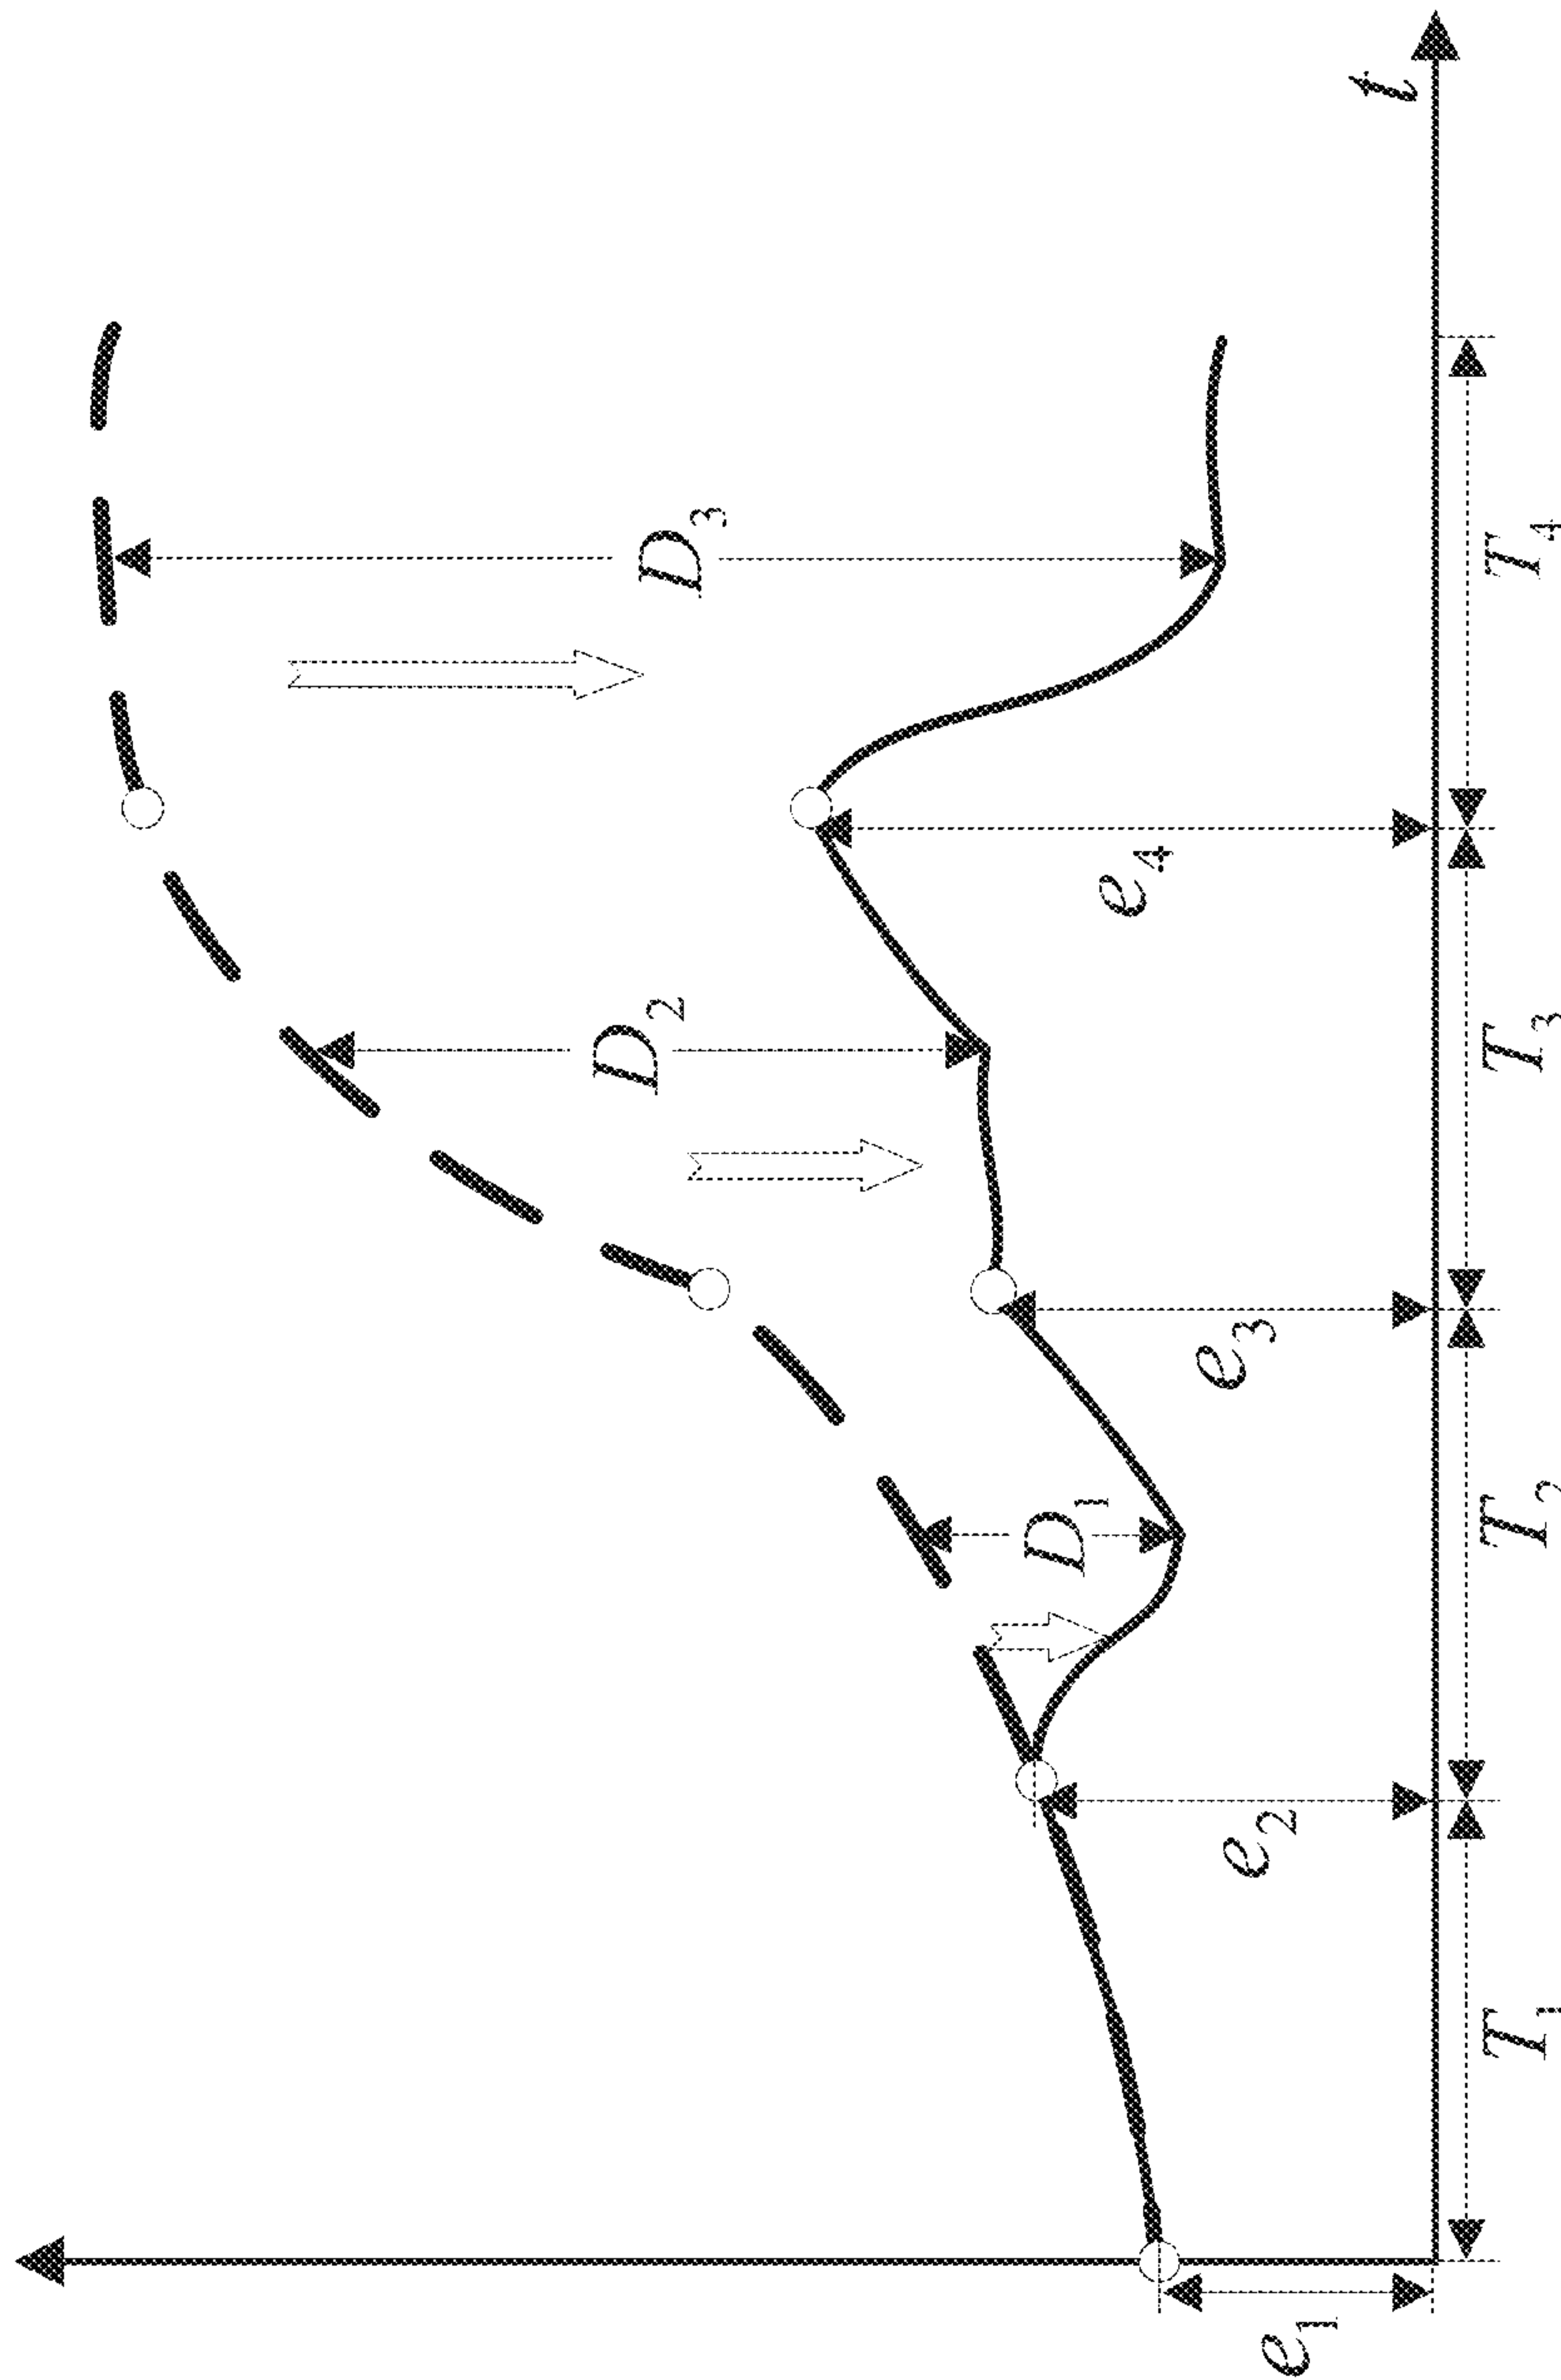 D₁
D₂
D₃
e₁
e₂
e₃
e₄
t
T₁
T₂
T₃
T₄